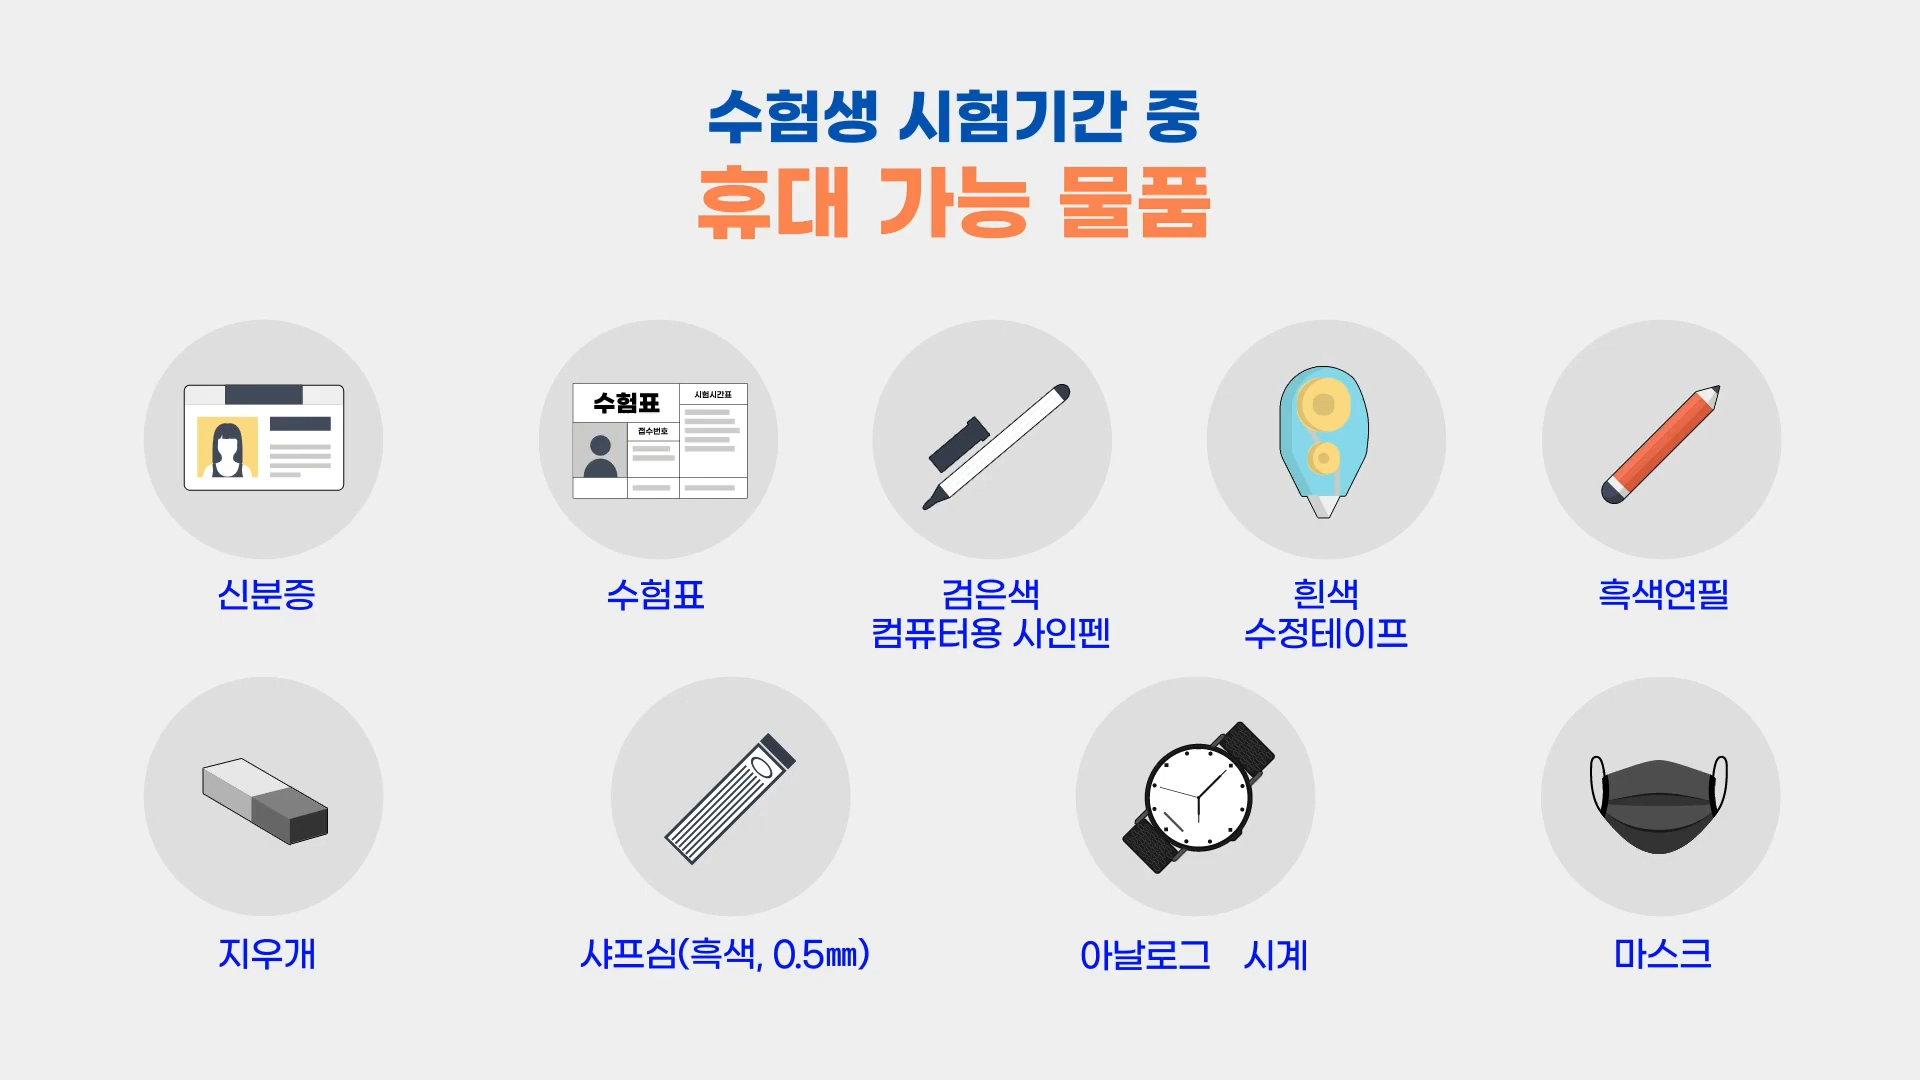 수험생 시험기간 중
휴대 가능 물품
수험표
시험시간표
접수번호
신분증
수험표
검은색
컴퓨터용 사인펜
흰색
수정테이프
흑색연필
지우개
샤프심(흑색, 0.5㎜)
아날로그 시계
마스크